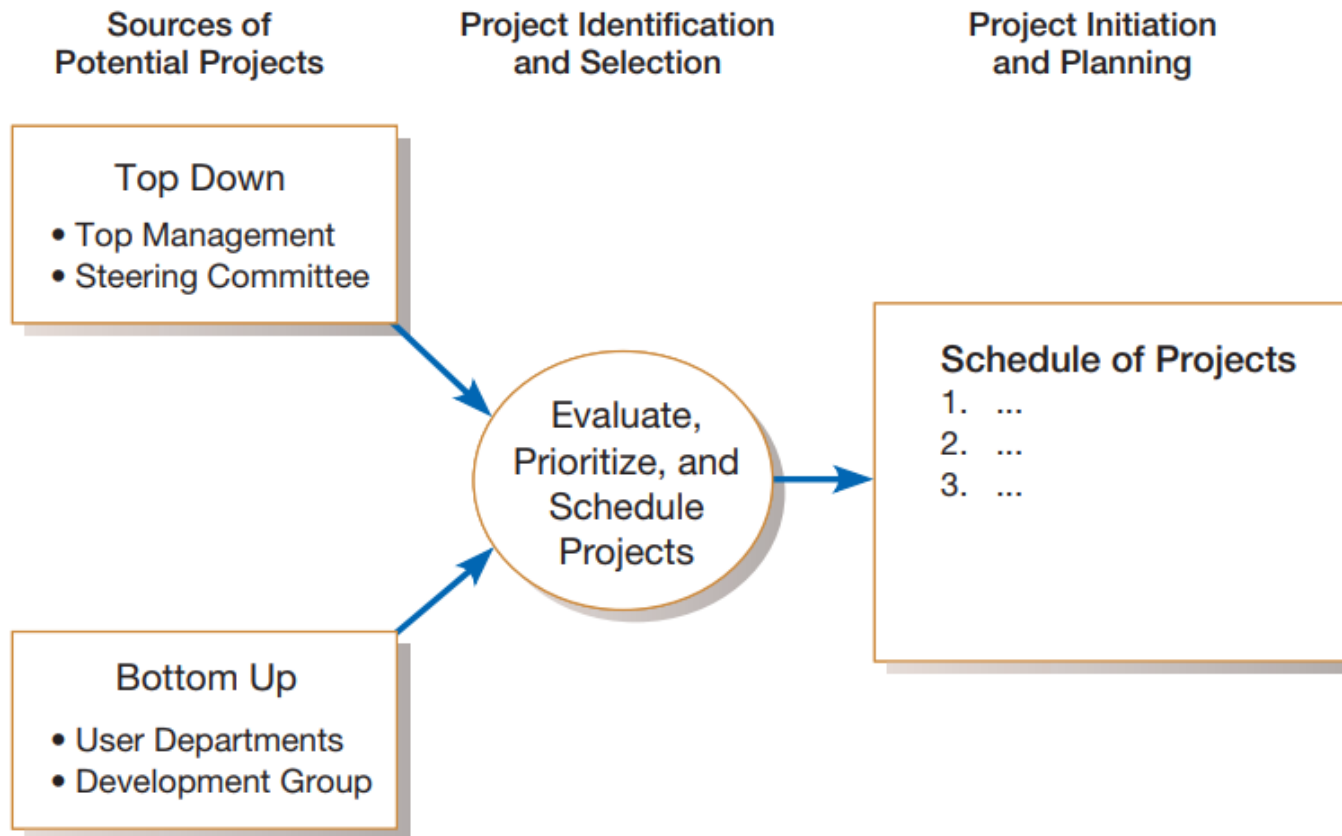 Sources of
Potential Projects
Project Identification
and Selection
Project Initiation
and Planning
Top Down
• Top Management
• Steering Committee
Evaluate,
Prioritize, and
Schedule
Projects
Schedule of Projects
1. ...
2. ...
3. ...
Bottom Up
• User Departments
• Development Group